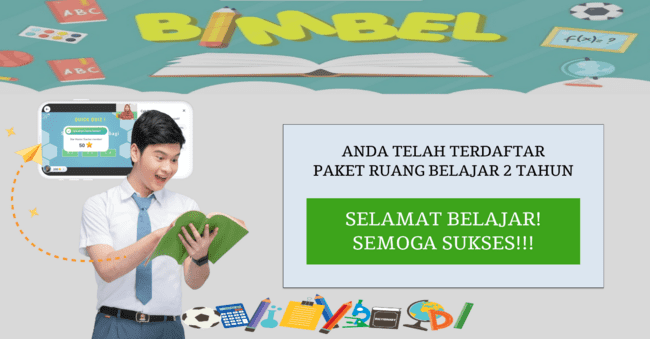 BIMBEL
ABC
ABC
f(x)=?
50
ANDA TELAH TERDAFTAR
PAKET RUANG BELAJAR 2 TAHUN
SELAMAT BELAJAR!
SEMOGA SUKSES!!!